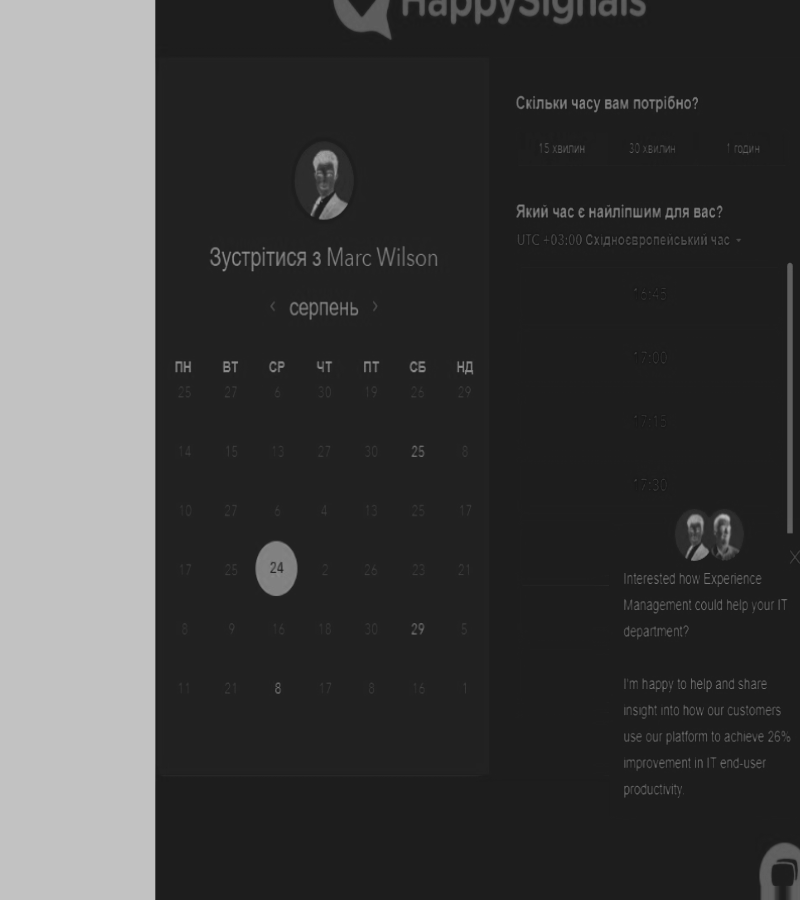 HappySignals
Зустрітися з Marc Wilson
серпень
ПН ВТ СР ЧТ ПТ СБ НД
25 27 6 30 19 26 29
14 15 13 27 30 25 8
10 27 6 4 13 25 17
17 25 24 2 26 23 21
8 9 16 18 30 29 5
11 21 8 17 8 16 1
Скільки часу вам потрібно?
15 хвилин 30 хвилин 1 годин
Який час є найліпшим для вас?
UTC +03:00 Східноєвропейський час
16:45
17:00
17:15
17:30
Interested how Experience
Management could help your IT
department?
I'm happy to help and share
insight into how our customers
use our platform to achieve 26%
improvement in IT end-user
productivity.